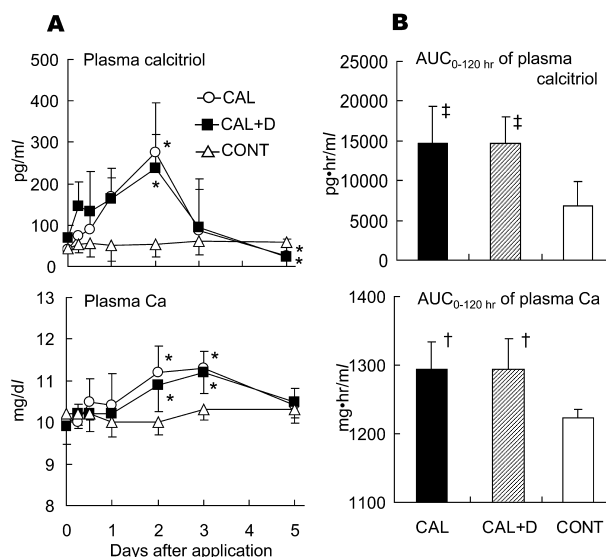 A
Plasma calcitriol
500
400
300
200
100
0
pg/ml
CAL
CAL+D
CONT
*
*
*
*
Plasma Ca
13
12
11
10
9
8
mg/dl
*
*
*
*
0 1 2 3 4 5
Days after application
B
AUC0-120 hr of plasma
calcitriol
25000
20000
15000
10000
5000
0
pg•hr/ml
‡
‡
AUC0-120 hr of plasma Ca
1400
1300
1200
1100
mg•hr/ml
†
†
CAL CAL+D CONT